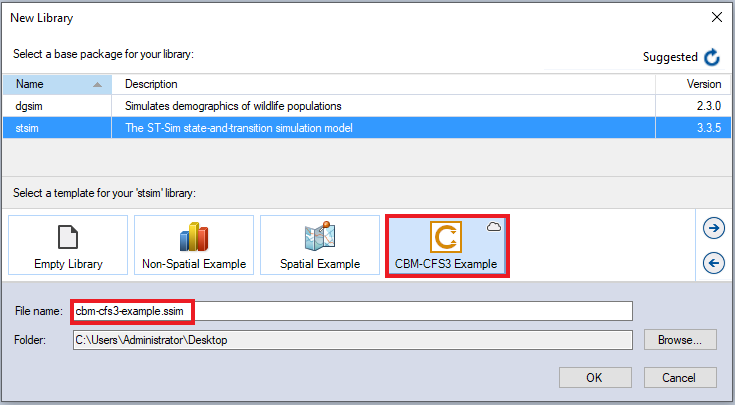 New Library
Select a base package for your library:
Suggested
Name Description Version
dgsim Simulates demographics of wildlife populations 2.3.0
stsim The ST-Sim state-and-transition simulation model 3.3.5
Select a template for your 'stsim' library:
Empty Library Non-Spatial Example Spatial Example CBM-CFS3 Example
File name: cbm-cfs3-example.ssim
Folder: C:\Users\Administrator\Desktop Browse...
OK Cancel